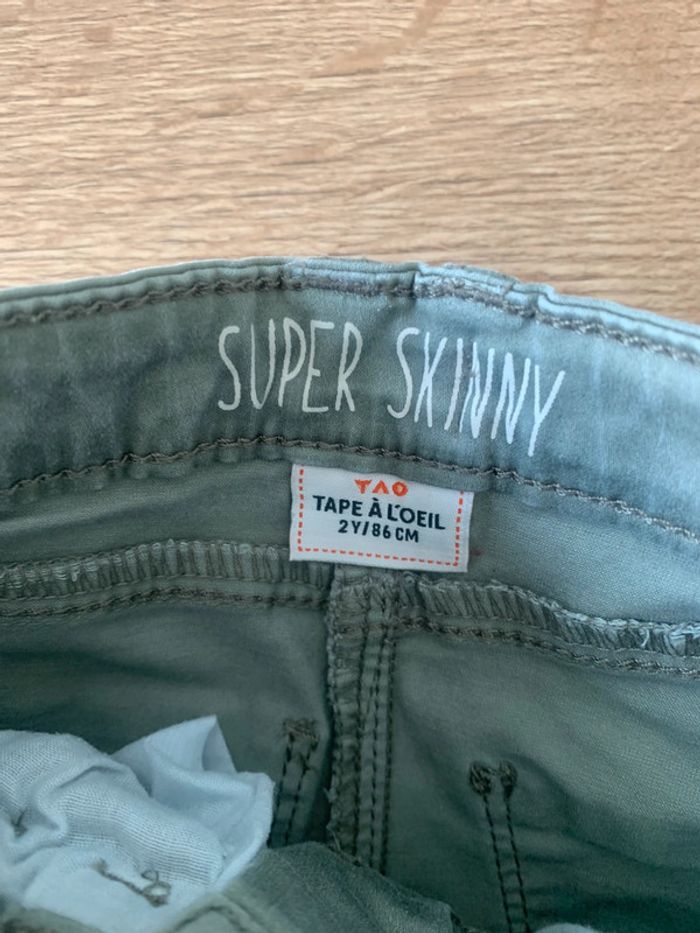 SUPER SKINNY
TAO
TAPE À L'OEIL
2Y/86 CM